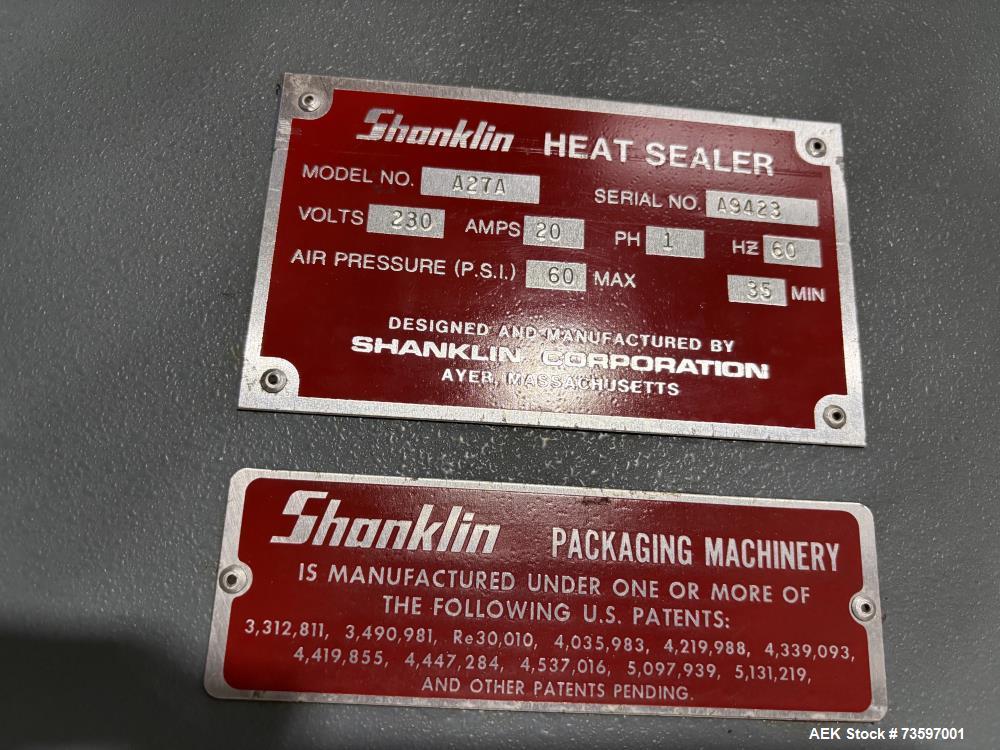 Shanklin HEAT SEALER
MODEL NO. A27A SERIAL NO. A9423
VOLTS 230 AMPS 20 PH 1 HZ 60
AIR PRESSURE (P.S.I.) 60 MAX 35 MIN
DESIGNED AND MANUFACTURED BY
SHANKLIN CORPORATION
AYER, MASSACHUSETTS
Shanklin PACKAGING MACHINERY
IS MANUFACTURED UNDER ONE OR MORE OF
THE FOLLOWING U.S. PATENTS:
3,312,811, 3,490,981, Re30,010, 4,035,983, 4,219,988, 4,339,093,
4,419,855, 4,447,284, 4,537,016, 5,097,939, 5,131,219,
AND OTHER PATENTS PENDING.
AEK Stock #73597001